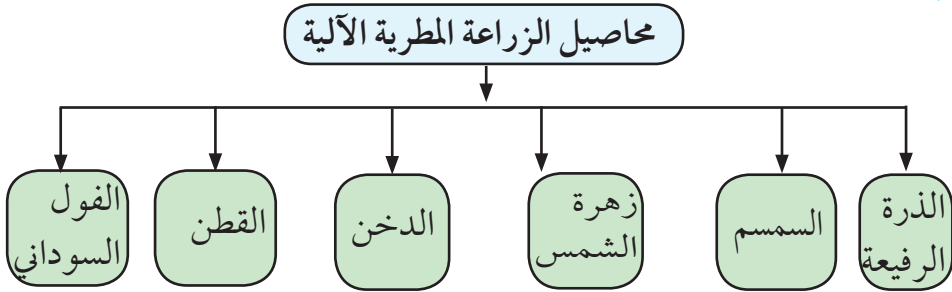 محاصيل الزراعة المطرية الآلية
الذرة
الرفيعة
السمسم
زهرة
الشمس
الدخن
القطن
الفول
السوداني